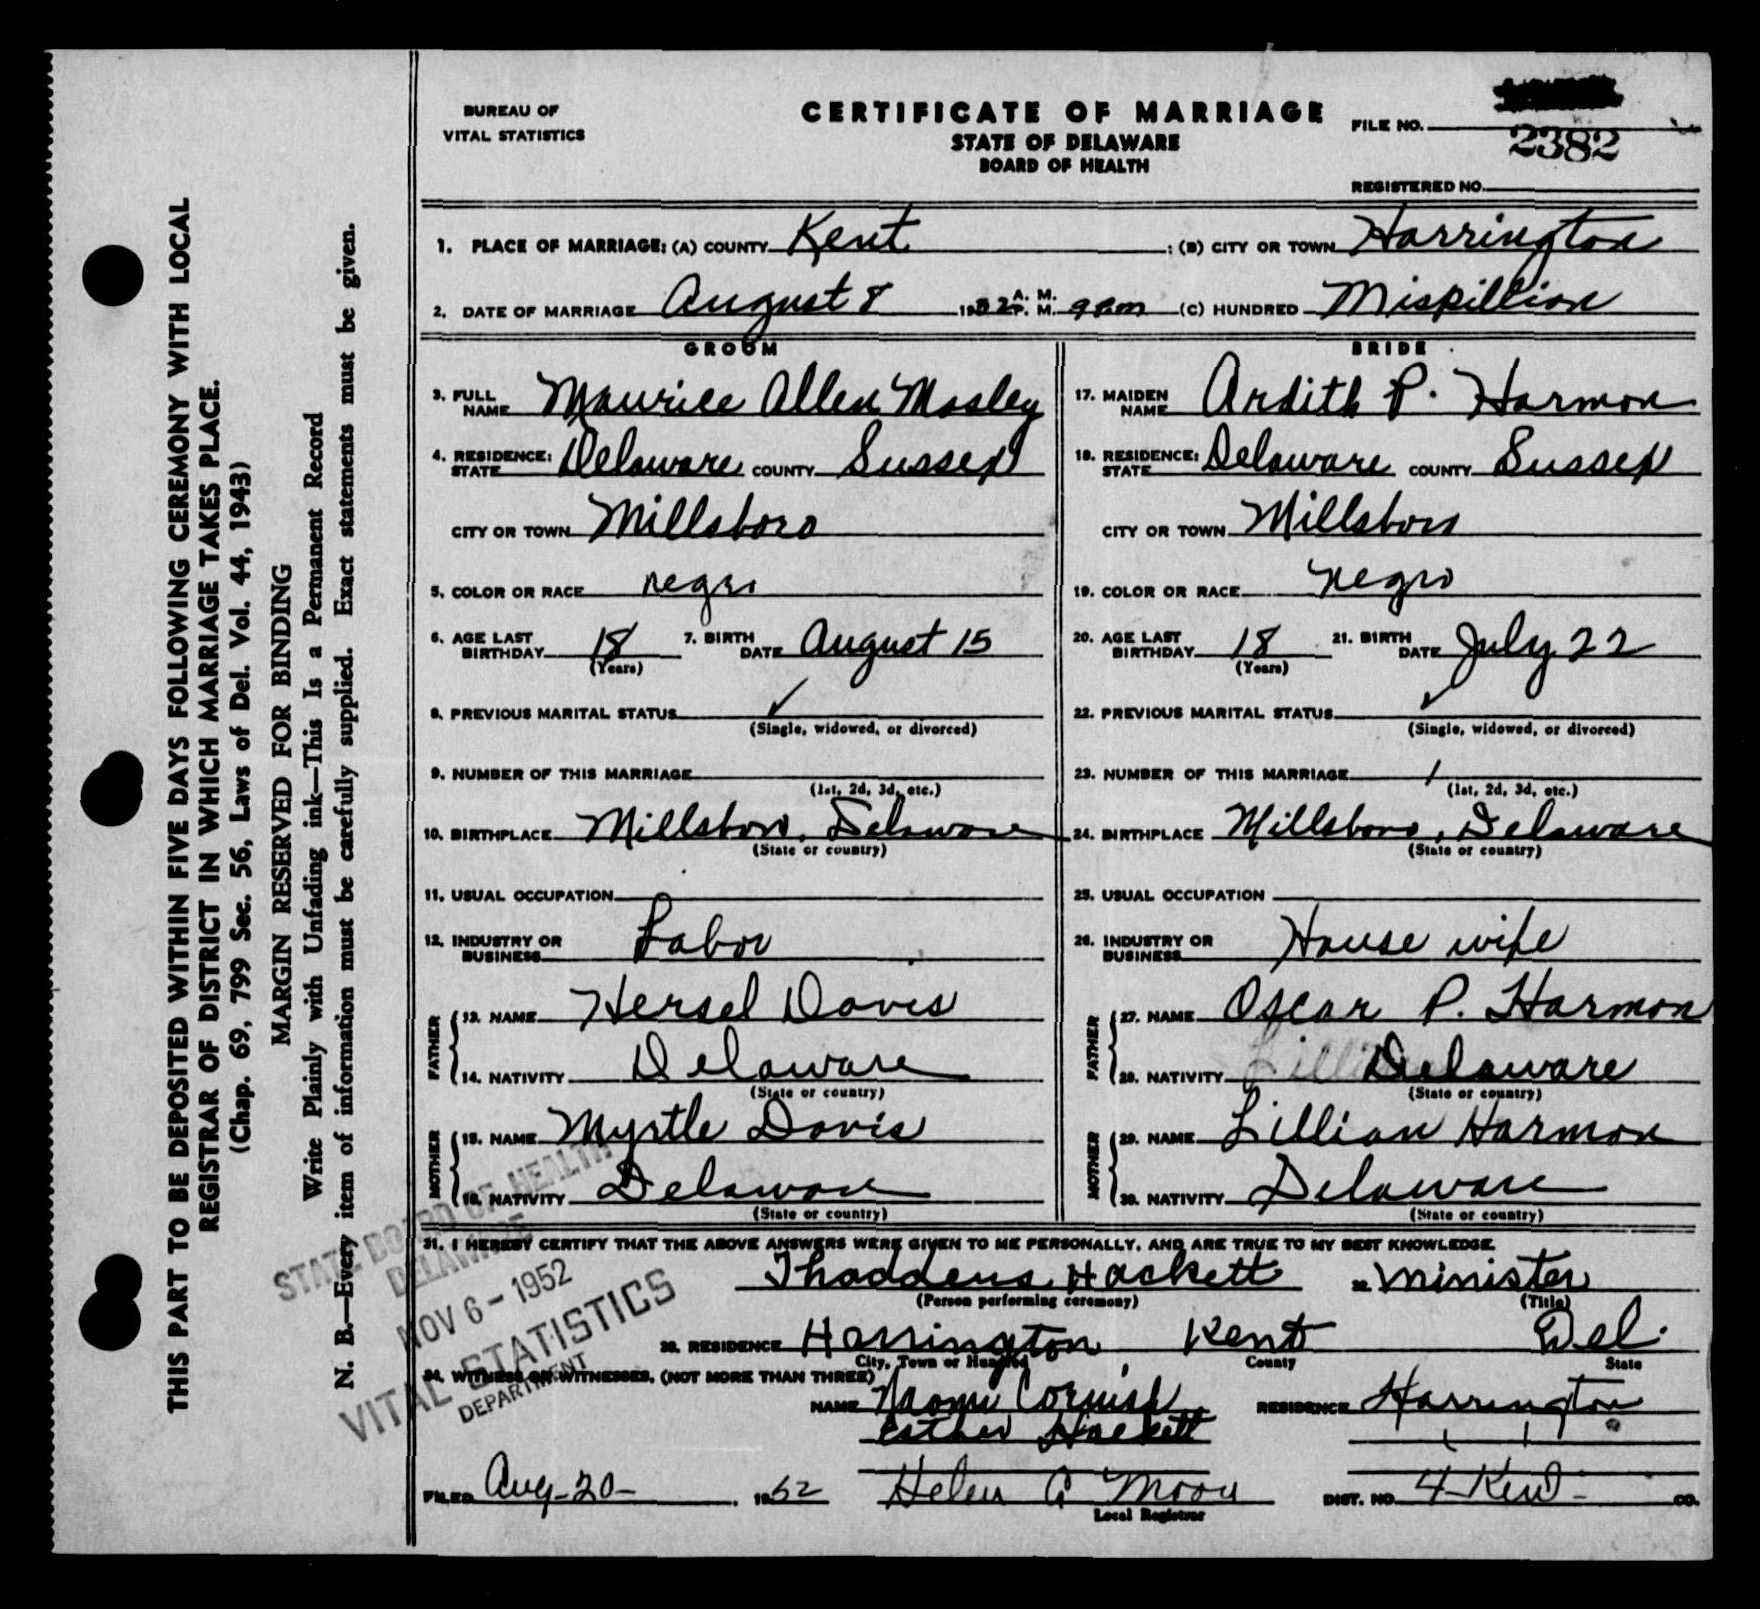 BUREAU OF
VITAL STATISTICS
CERTIFICATE OF MARRIAGE
STATE OF DELAWARE
BOARD OF HEALTH
FILE NO.
2382
REGISTERED NO.
1. PLACE OF MARRIAGE: (A) COUNTY Kent ; (B) CITY OR TOWN Harrington
2. DATE OF MARRIAGE August 8 1952 A. M. P. M. 9 pm (C) HUNDRED Mispillion
GROOM
3. FULL NAME Maurice Allen Mosley
4. RESIDENCE: STATE Delaware COUNTY Sussex
CITY OR TOWN Millsboro
5. COLOR OR RACE negro
6. AGE LAST BIRTHDAY 18 (Years) 7. BIRTH DATE August 15
8. PREVIOUS MARITAL STATUS ✓
(Single, widowed, or divorced)
9. NUMBER OF THIS MARRIAGE
(1st, 2d, 3d, etc.)
10. BIRTHPLACE Millsboro, Delaware
(State or country)
11. USUAL OCCUPATION
12. INDUSTRY OR BUSINESS Labor
FATHER
13. NAME Hersel Davis
14. NATIVITY Delaware
(State or country)
MOTHER
15. NAME Myrtle Davis
16. NATIVITY Delaware
(State or country)
BRIDE
17. MAIDEN NAME Ardith P. Harmon
18. RESIDENCE: STATE Delaware COUNTY Sussex
CITY OR TOWN Millsboro
19. COLOR OR RACE negro
20. AGE LAST BIRTHDAY 18 (Years) 21. BIRTH DATE July 22
22. PREVIOUS MARITAL STATUS ✓
(Single, widowed, or divorced)
23. NUMBER OF THIS MARRIAGE 1
(1st, 2d, 3d, etc.)
24. BIRTHPLACE Millsboro, Delaware
(State or country)
25. USUAL OCCUPATION
26. INDUSTRY OR BUSINESS House wife
FATHER
27. NAME Oscar P. Harmon
28. NATIVITY Delaware
(State or country)
MOTHER
29. NAME Lillian Harmon
30. NATIVITY Delaware
(State or country)
31. I HEREBY CERTIFY THAT THE ABOVE ANSWERS WERE GIVEN TO ME PERSONALLY, AND ARE TRUE TO MY BEST KNOWLEDGE.
Thaddeus Hackett 32. Minister
(Person performing ceremony) (Title)
33. RESIDENCE Harrington, Kent Del.
City, Town or Hundred County State
34. WITNESS OR WITNESSES, (NOT MORE THAN THREE)
NAME Naomi Cornish RESIDENCE Harrington
Esther Hackett " "
FILED Aug-20- 1952 Helen A Moore DIST. NO. 4-Kent- CO.
Local Registrar
STATE BOARD OF HEALTH
DELAWARE
NOV 6-1952
VITAL STATISTICS
DEPARTMENT
THIS PART TO BE DEPOSITED WITHIN FIVE DAYS FOLLOWING CEREMONY WITH LOCAL
REGISTRAR OF DISTRICT IN WHICH MARRIAGE TAKES PLACE.
(Chap. 69, 799 Sec. 56, Laws of Del. Vol. 44, 1943)
MARGIN RESERVED FOR BINDING
Write Plainly with Unfading ink—This Is a Permanent Record
N. B.—Every item of information must be carefully supplied. Exact statements must be given.